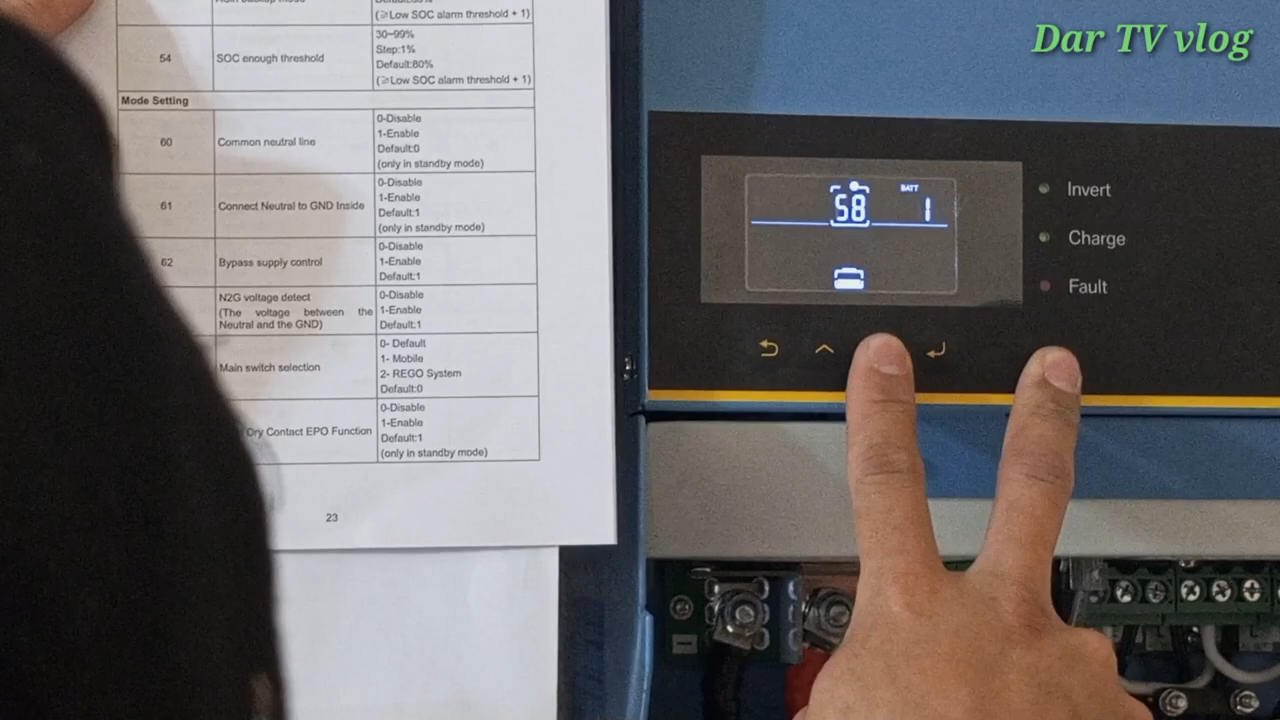 Dar TV vlog
(≥Low SOC alarm threshold + 1)
54
SOC enough threshold
30~99%
Step:1%
Default:80%
(≥Low SOC alarm threshold + 1)
Mode Setting
60
Common neutral line
0-Disable
1-Enable
Default:0
(only in standby mode)
61
Connect Neutral to GND Inside
0-Disable
1-Enable
Default:1
(only in standby mode)
62
Bypass supply control
0-Disable
1-Enable
Default:1
N2G voltage detect
(The voltage between the
Neutral and the GND)
0-Disable
1-Enable
Default:1
Main switch selection
0- Default
1- Mobile
2- REGO System
Default:0
Dry Contact EPO Function
0-Disable
1-Enable
Default:1
(only in standby mode)
23
58
BATT
1
Invert
Charge
Fault